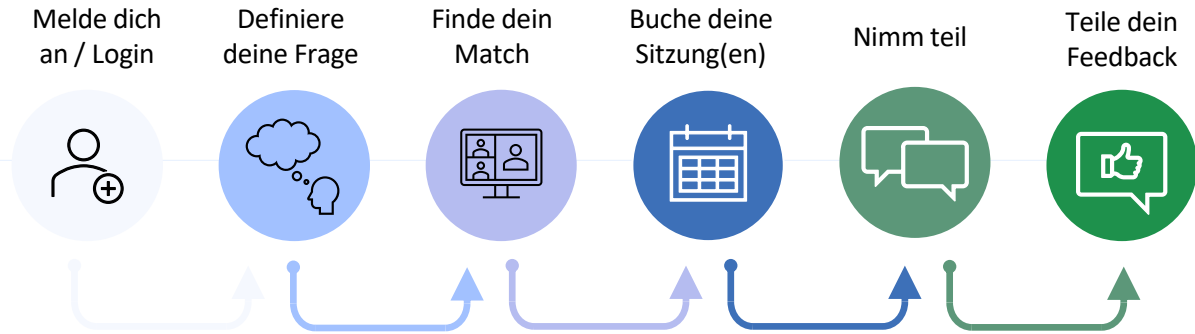 Melde dich
an / Login
Definiere
deine Frage
Finde dein
Match
Buche deine
Sitzung(en)
Nimm teil
Teile dein
Feedback